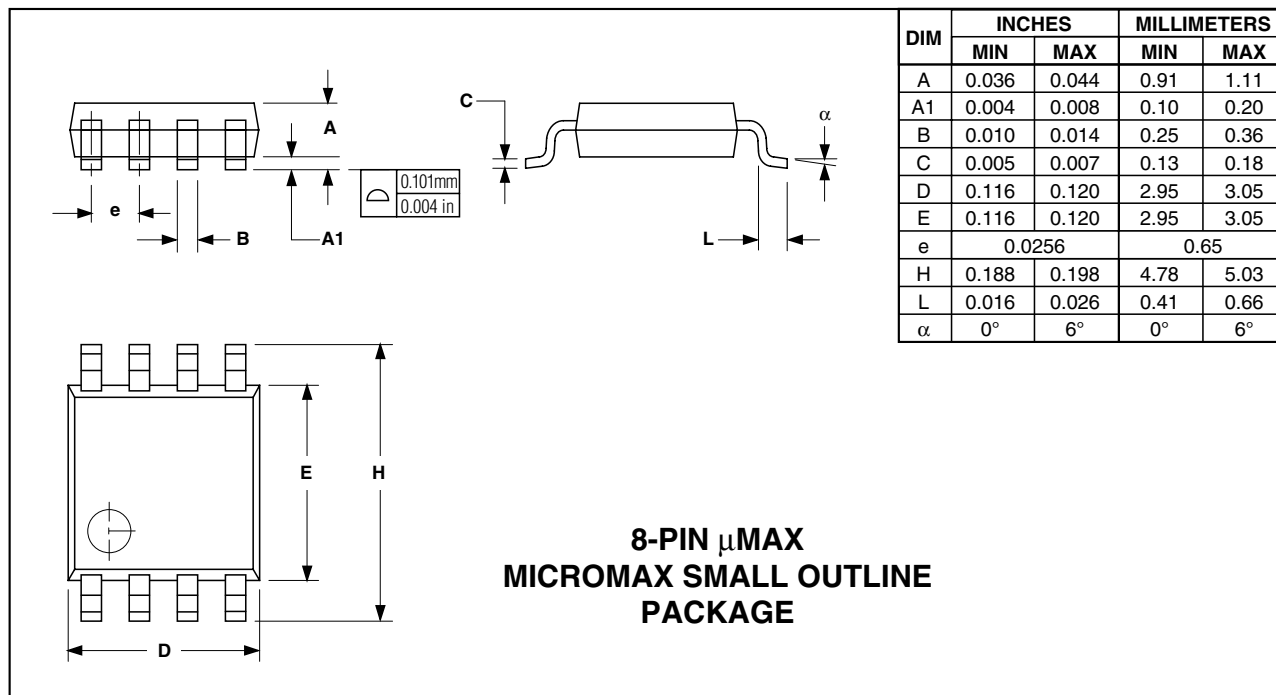 DIM INCHES MILLIMETERS
MIN MAX MIN MAX
A 0.036 0.044 0.91 1.11
A1 0.004 0.008 0.10 0.20
B 0.010 0.014 0.25 0.36
C 0.005 0.007 0.13 0.18
D 0.116 0.120 2.95 3.05
E 0.116 0.120 2.95 3.05
e 0.0256 0.65
H 0.188 0.198 4.78 5.03
L 0.016 0.026 0.41 0.66
α 0° 6° 0° 6°
A
e
B
A1
0.101mm
0.004 in
C
α
L
E
H
D
8-PIN μMAX
MICROMAX SMALL OUTLINE
PACKAGE